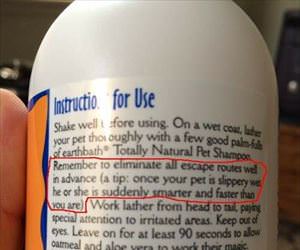 Instructions for Use
Shake well before using. On a wet coat, lather
your pet thoroughly with a few good palm-fulls
of earthbath® Totally Natural Pet Shampoo.
Remember to eliminate all escape routes well
in advance (a tip: once your pet is slippery wet
he or she is suddenly smarter and faster than
you are). Work lather from head to tail, paying
special attention to irritated areas. Keep out of
eyes. Leave on for at least 90 seconds to allow
oatmeal and aloe vera to work their magic.